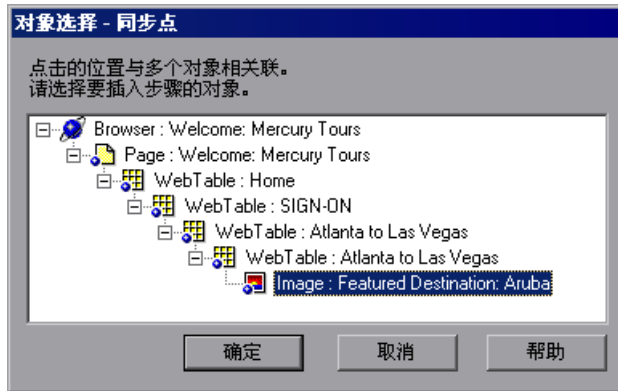 对象选择 - 同步点
点击的位置与多个对象相关联。
请选择要插入步骤的对象。
Browser : Welcome: Mercury Tours
Page : Welcome: Mercury Tours
WebTable : Home
WebTable : SIGN-ON
WebTable : Atlanta to Las Vegas
WebTable : Atlanta to Las Vegas
Image : Featured Destination: Aruba
确定 取消 帮助